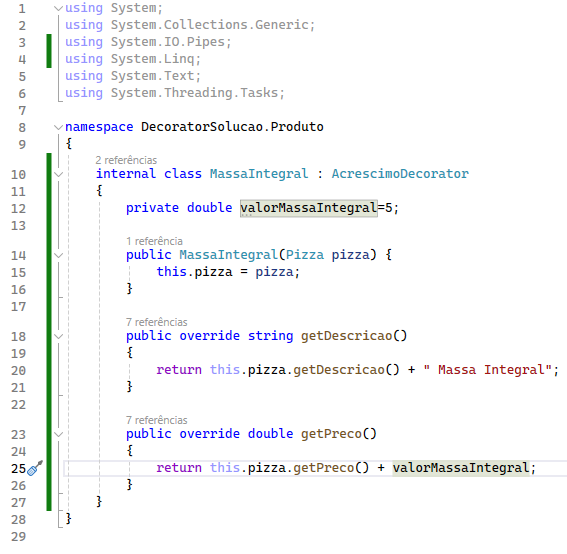 1 using System;
2 using System.Collections.Generic;
3 using System.IO.Pipes;
4 using System.Linq;
5 using System.Text;
6 using System.Threading.Tasks;
7
8 namespace DecoratorSolucao.Produto
9 {
2 referências
10 internal class MassaIntegral : AcrescimoDecorator
11 {
12 private double valorMassaIntegral=5;
13
1 referência
14 public MassaIntegral(Pizza pizza) {
15 this.pizza = pizza;
16 }
17
7 referências
18 public override string getDescricao()
19 {
20 return this.pizza.getDescricao() + " Massa Integral";
21 }
22
7 referências
23 public override double getPreco()
24 {
25 return this.pizza.getPreco() + valorMassaIntegral;
26 }
27 }
28 }
29